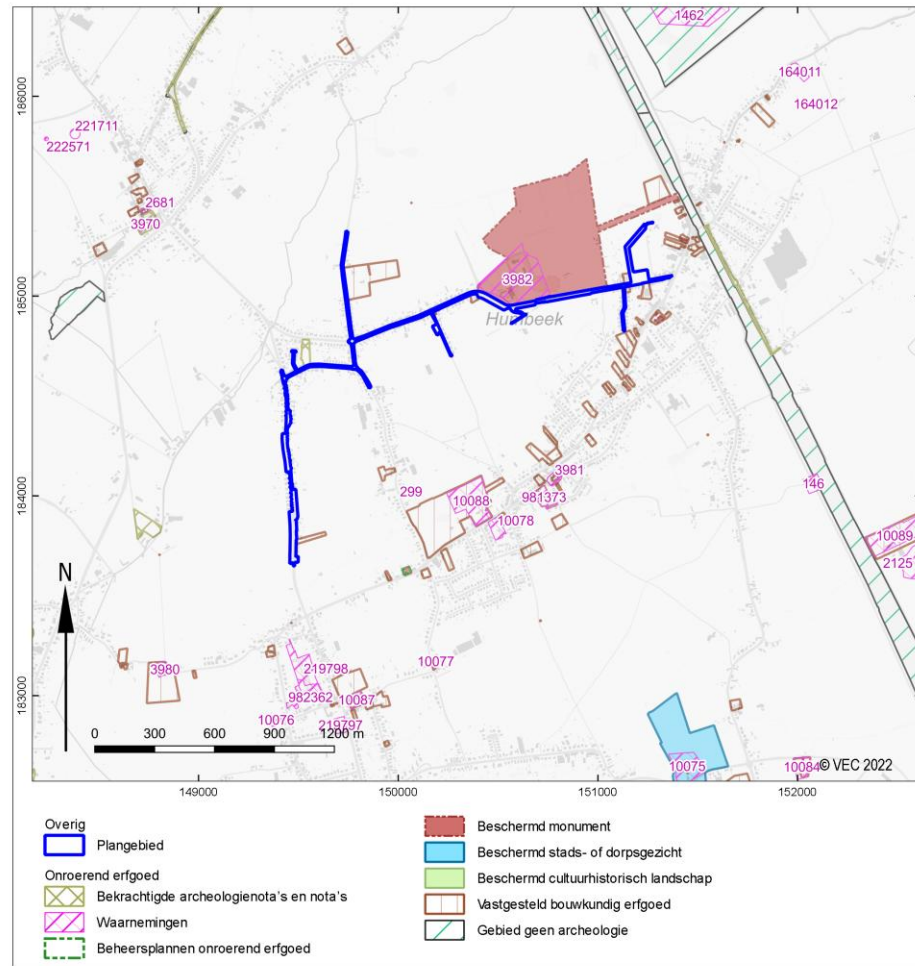 1462
164011
164012
186000
221711
222571
2681
3970
3982
185000
Humbeek
3981
299
10088
981373
10078
146
184000
10089
2125
N
3980
219798
10077
982362
10087
10076
219797
183000
0 300 600 900 1200 m
10075
10084
© VEC 2022
149000 150000 151000 152000
Overig
Plangebied
Onroerend erfgoed
Bekrachtigde archeologienota's en nota's
Waarnemingen
Beheersplannen onroerend erfgoed
Beschermd monument
Beschermd stads- of dorpsgezicht
Beschermd cultuurhistorisch landschap
Vastgesteld bouwkundig erfgoed
Gebied geen archeologie